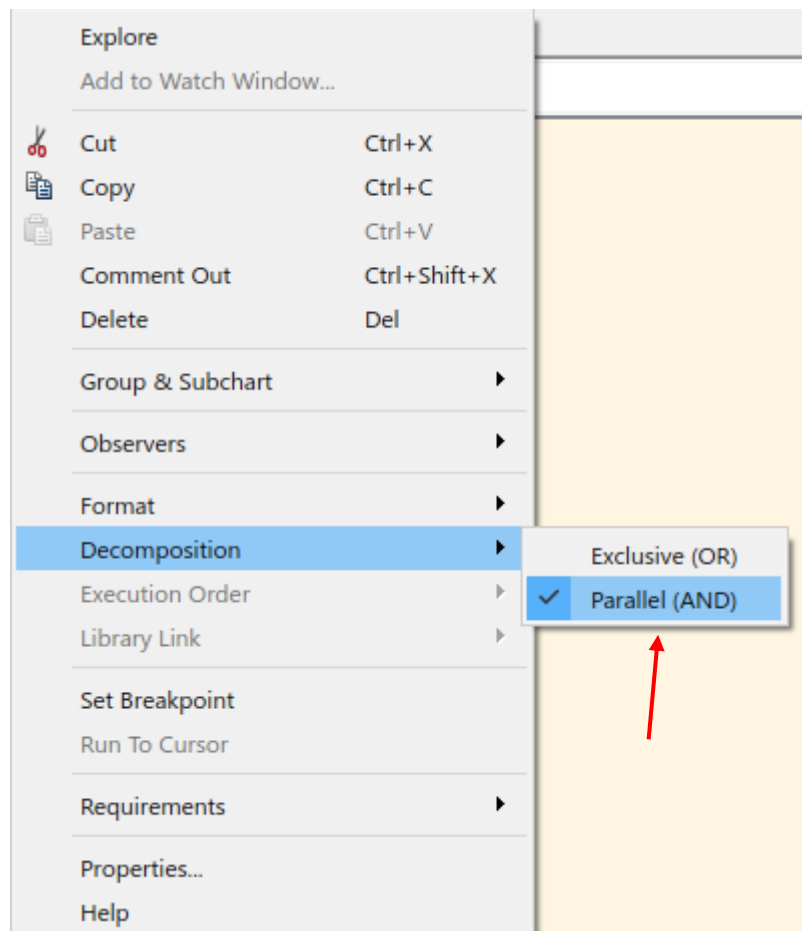 Explore
Add to Watch Window...
Cut Ctrl+X
Copy Ctrl+C
Paste Ctrl+V
Comment Out Ctrl+Shift+X
Delete Del
Group & Subchart
Observers
Format
Decomposition
Exclusive (OR)
Parallel (AND)
Execution Order
Library Link
Set Breakpoint
Run To Cursor
Requirements
Properties...
Help